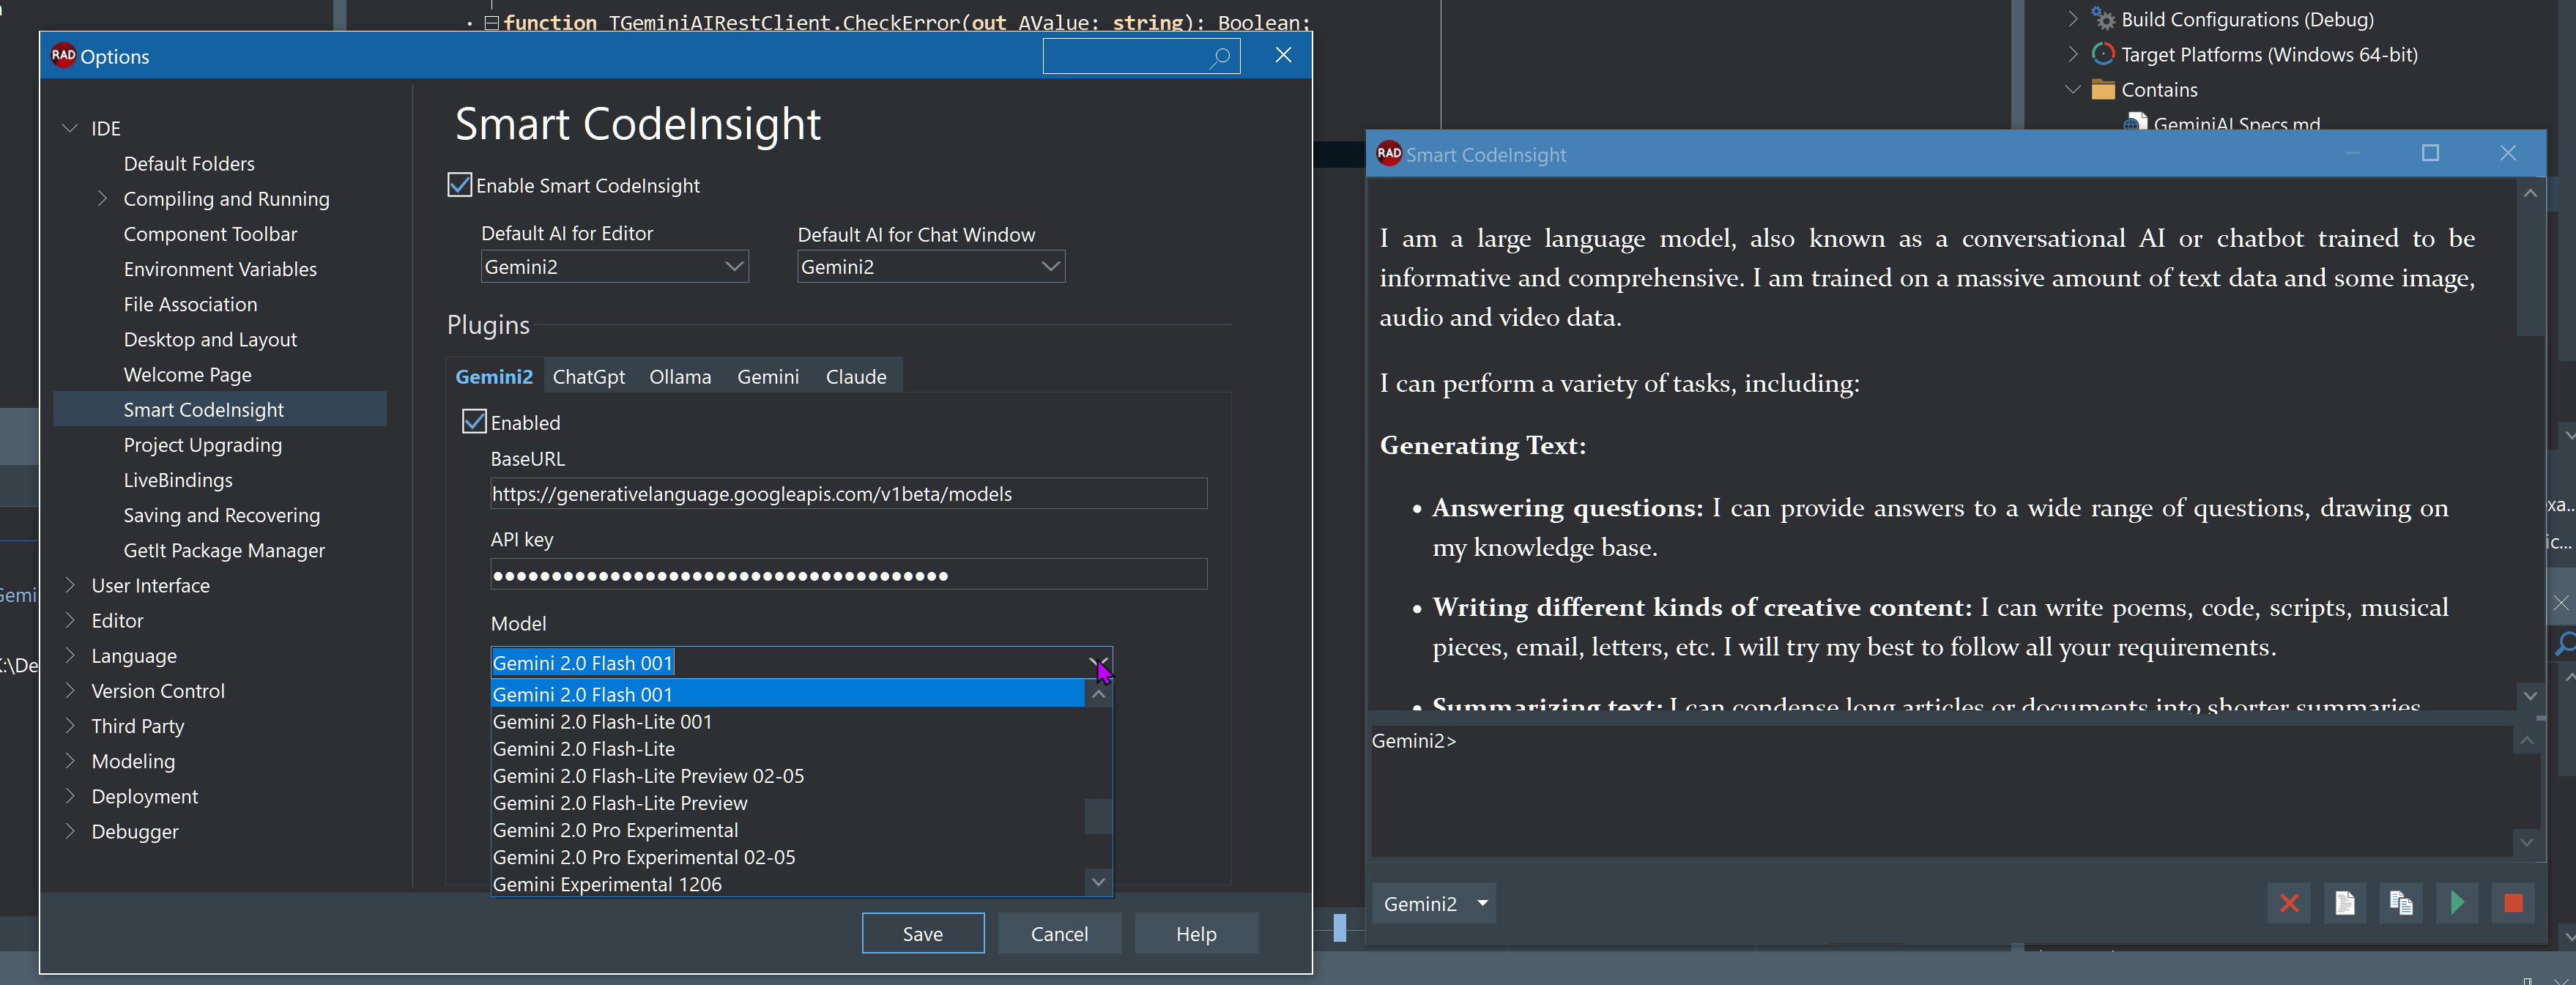 function TGeminiAIRestClient.CheckError(out AValue: string): Boolean;
RAD Options
IDE
Default Folders
Compiling and Running
Component Toolbar
Environment Variables
File Association
Desktop and Layout
Welcome Page
Smart CodeInsight
Project Upgrading
LiveBindings
Saving and Recovering
GetIt Package Manager
User Interface
Editor
Language
Version Control
Third Party
Modeling
Deployment
Debugger
Smart CodeInsight
Enable Smart CodeInsight
Default AI for Editor
Default AI for Chat Window
Gemini2
Gemini2
Plugins
Gemini2 ChatGpt Ollama Gemini Claude
Enabled
BaseURL
https://generativelanguage.googleapis.com/v1beta/models
API key
●●●●●●●●●●●●●●●●●●●●●●●●●●●●●●●●●●●●●●●
Model
Gemini 2.0 Flash 001
Gemini 2.0 Flash 001
Gemini 2.0 Flash-Lite 001
Gemini 2.0 Flash-Lite
Gemini 2.0 Flash-Lite Preview 02-05
Gemini 2.0 Flash-Lite Preview
Gemini 2.0 Pro Experimental
Gemini 2.0 Pro Experimental 02-05
Gemini Experimental 1206
Save Cancel Help
Build Configurations (Debug)
Target Platforms (Windows 64-bit)
Contains
GeminiAI Specs.md
RAD Smart CodeInsight
I am a large language model, also known as a conversational AI or chatbot trained to be
informative and comprehensive. I am trained on a massive amount of text data and some image,
audio and video data.
I can perform a variety of tasks, including:
Generating Text:
• Answering questions: I can provide answers to a wide range of questions, drawing on
my knowledge base.
• Writing different kinds of creative content: I can write poems, code, scripts, musical
pieces, email, letters, etc. I will try my best to follow all your requirements.
• Summarizing text: I can condense long articles or documents into shorter summaries
Gemini2>
Gemini2